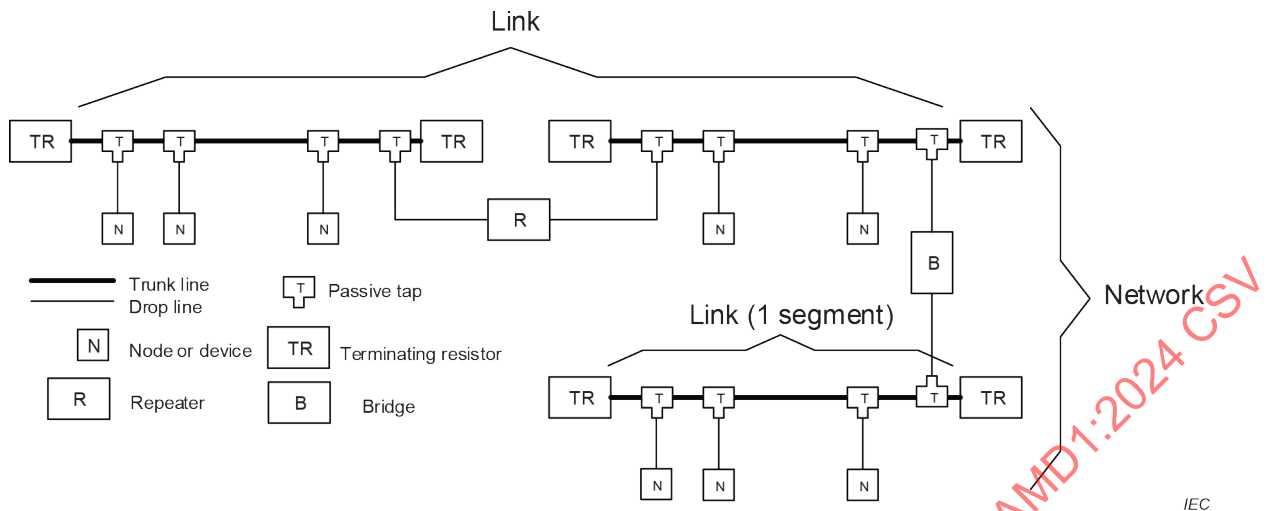 Link
TR T T T T TR TR T T T T TR
N N N R N N
B
Trunk line
Drop line
T Passive tap
Network
Link (1 segment)
N Node or device
TR Terminating resistor
R Repeater
B Bridge
TR T T T T TR
N N N
AMD1:2024 CSV
IEC